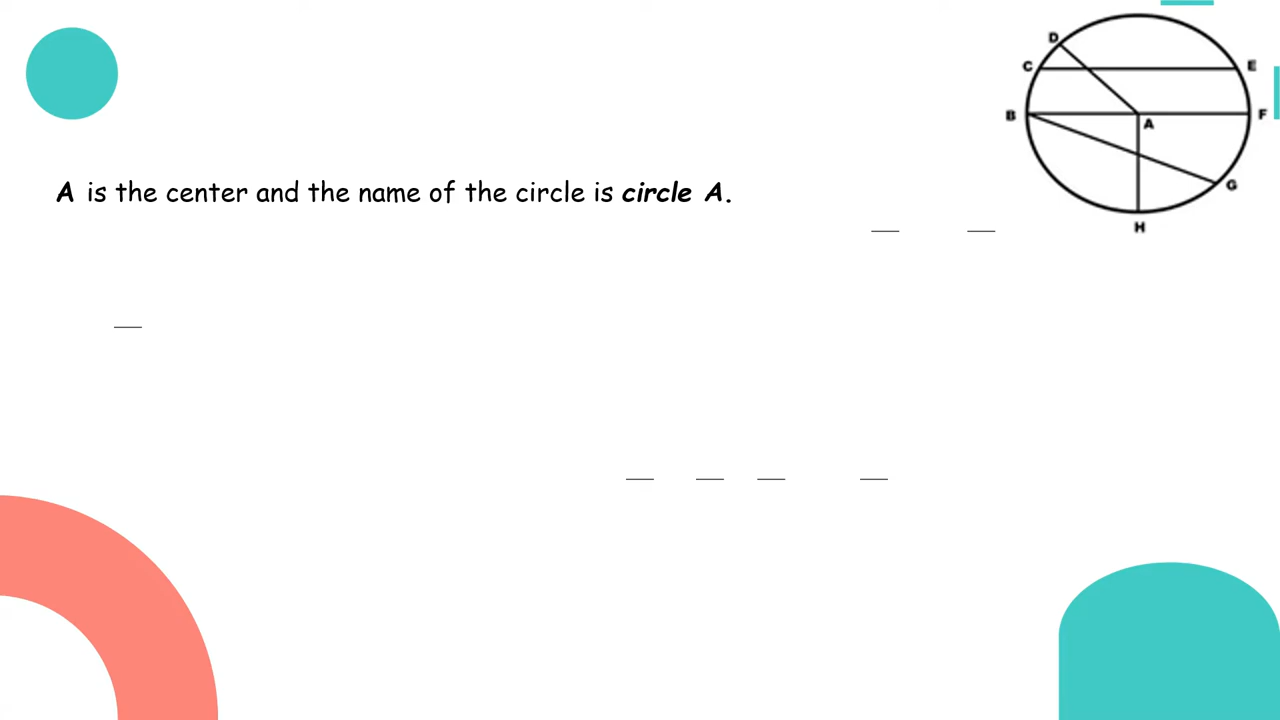 D
C
E
B
A
F
G
H
A is the center and the name of the circle is circle A.